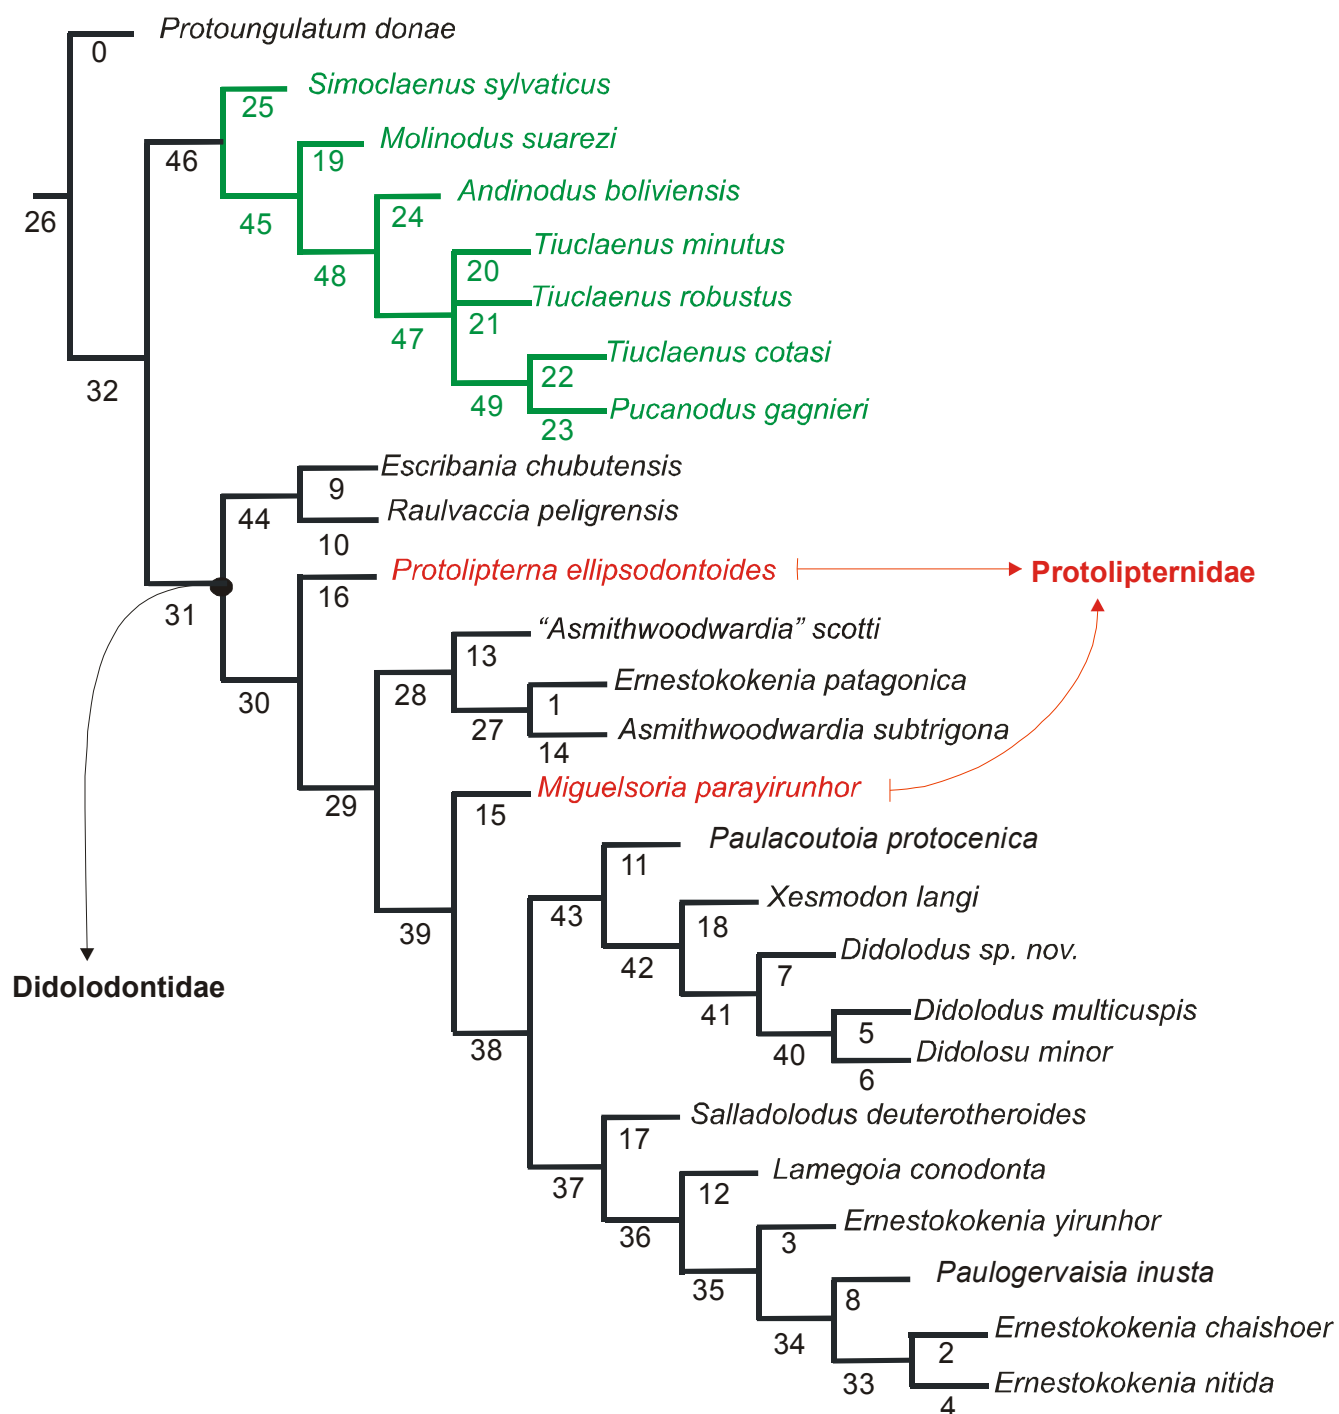 Protoungulatum donae
0
Simoclaenus sylvaticus
25
Molinodus suarezi
46
19
Andinodus boliviensis
26
45
24
Tiuclaenus minutus
48
20
Tiuclaenus robustus
47
21
Tiuclaenus cotasi
32
22
49
Pucanodus gagnieri
23
Escribania chubutensis
9
44
Raulvaccia peligrensis
10
Protolipterna ellipsodontoides
Protolipternidae
16
31
“Asmithwoodwardia” scotti
13
Ernestokokenia patagonica
30
28
1
27
Asmithwoodwardia subtrigona
14
Miguelsoria parayirunhor
29
15
Paulacoutoia protocenica
11
Xesmodon langi
43
18
39
Didolodus sp. nov.
42
7
Didolodontidae
Didolodus multicuspis
41
5
38
40
Didolosu minor
6
Salladolodus deuterotheroides
17
Lamegoia conodonta
37
12
Ernestokokenia yirunhor
36
3
Paulogervaisia inusta
35
8
Ernestokokenia chaishoer
34
2
33
Ernestokokenia nitida
4